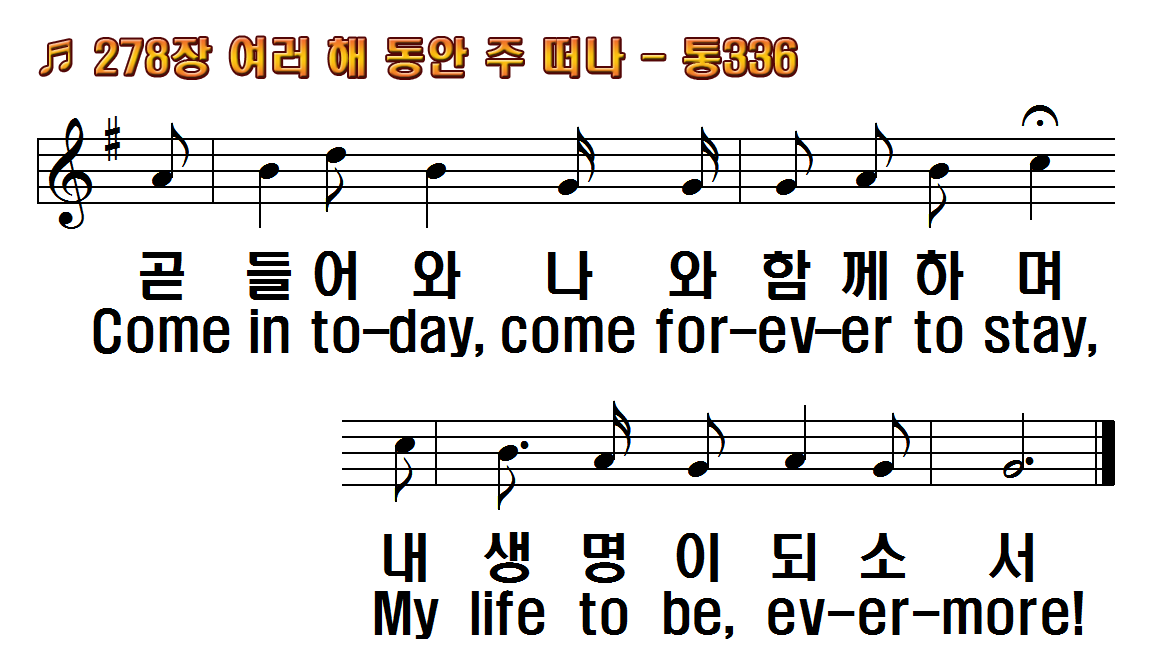 ♬ 278장 여러 해 동안 주 떠나 - 통336
곧 들 어 와 나 와 함 께 하 며
Come in to-day, come for-ev-er to stay,
내 생 명 이 되 소 서
My life to be, ev-er-more!